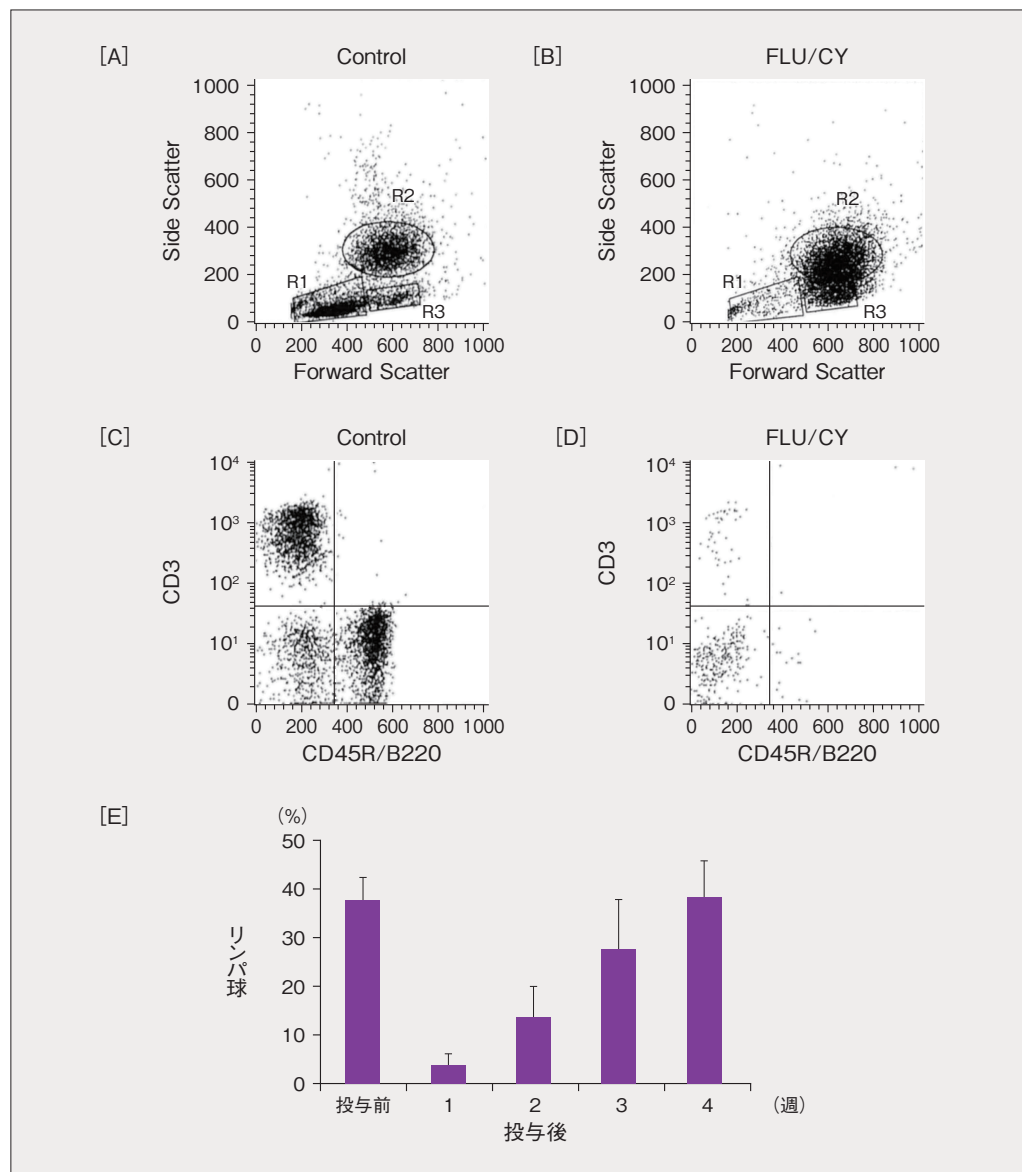 [A]
Control
1000
800
600
400
200
0
Side Scatter
R2
R1
R3
0 200 400 600 800 1000
Forward Scatter
[B]
FLU/CY
1000
800
600
400
200
0
Side Scatter
R2
R1
R3
0 200 400 600 800 1000
Forward Scatter
[C]
Control
10⁴
10³
10²
10¹
0
CD3
0 200 400 600 800 1000
CD45R/B220
[D]
FLU/CY
10⁴
10³
10²
10¹
0
CD3
0 200 400 600 800 1000
CD45R/B220
[E]
(%)
50
40
30
20
10
0
リンパ球
投与前 1 2 3 4 (週)
投与後